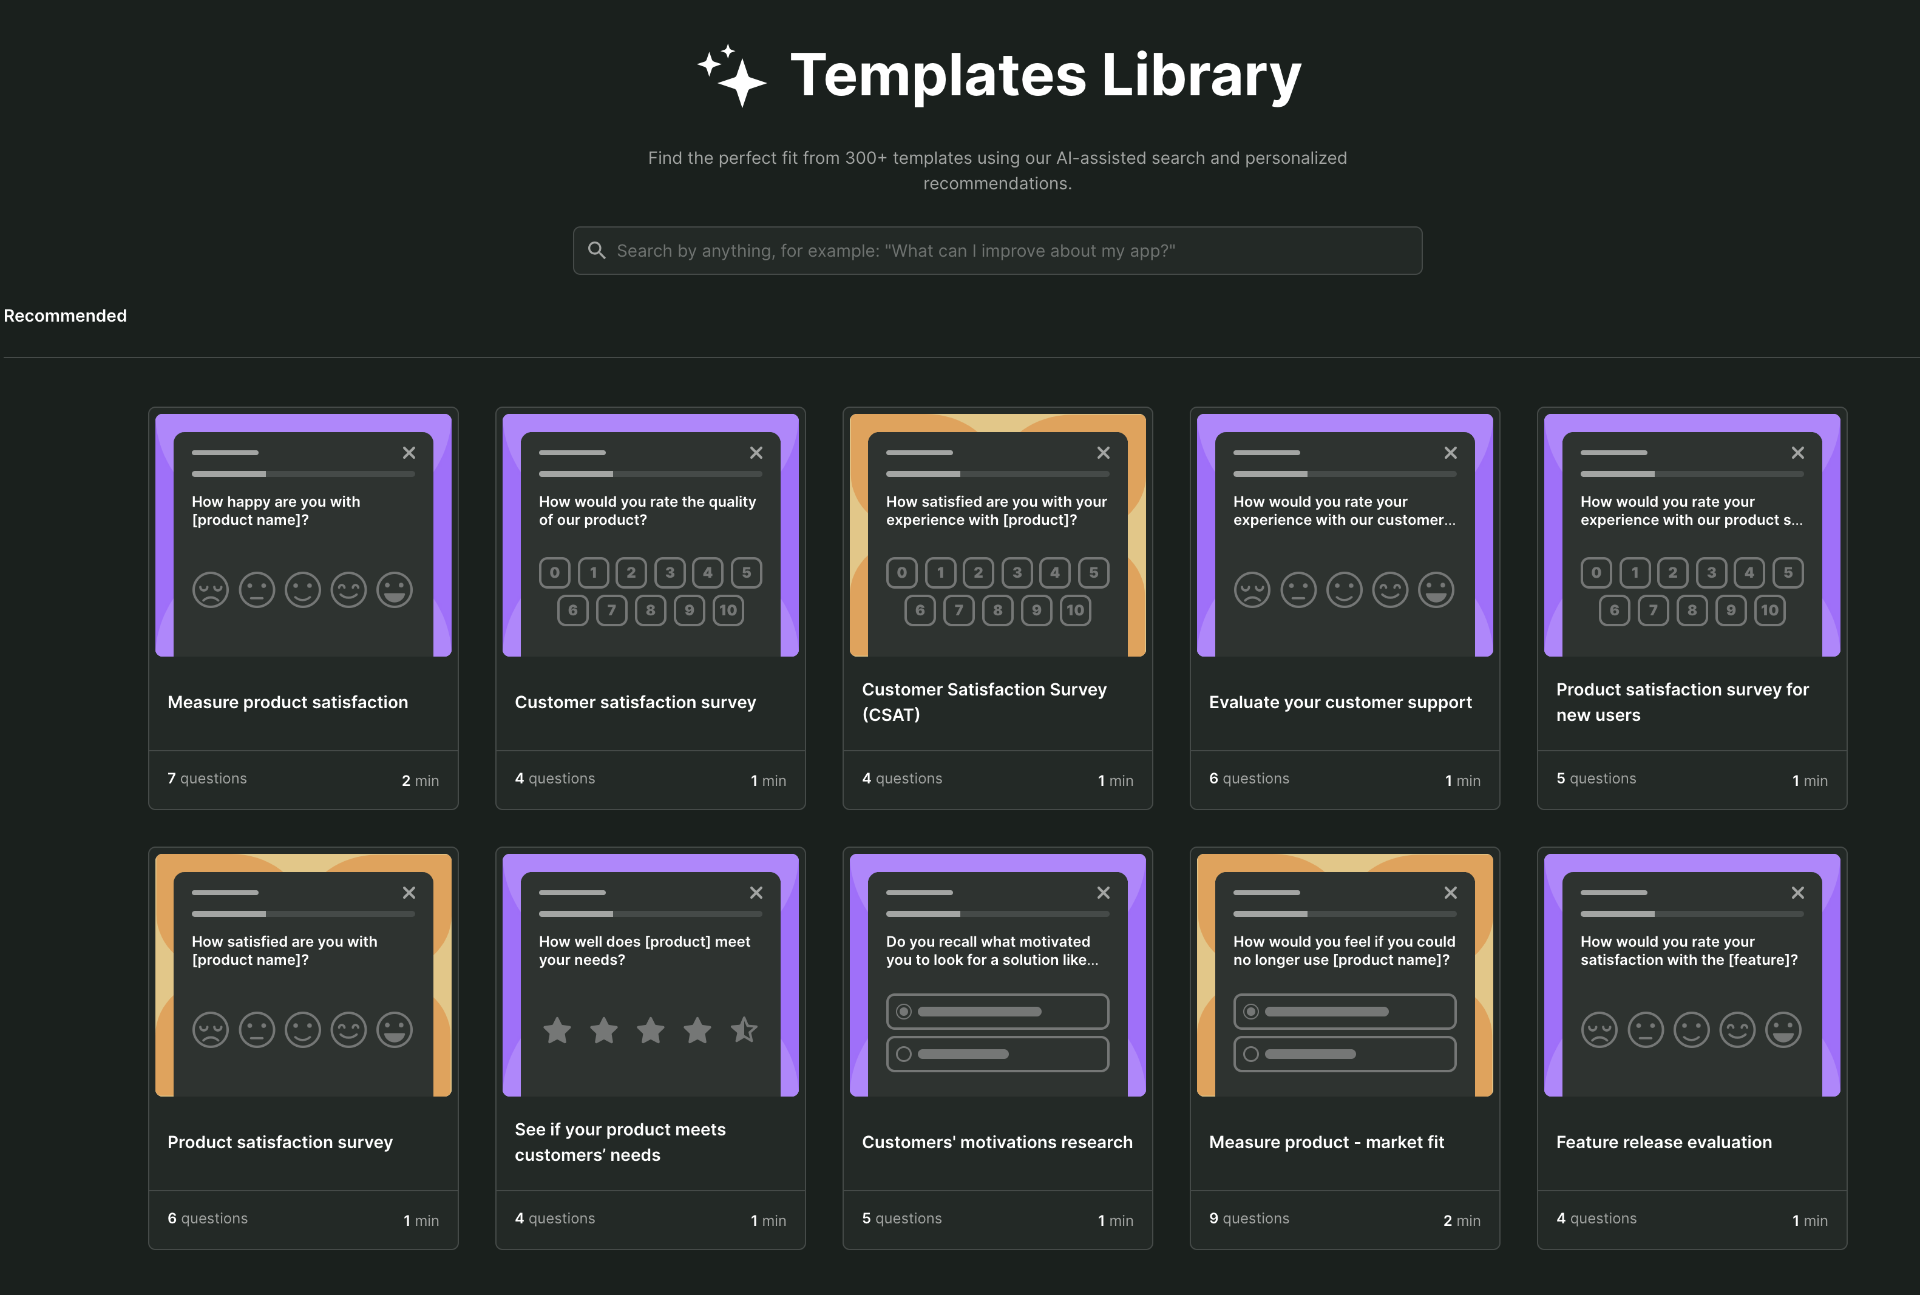 Templates Library
Find the perfect fit from 300+ templates using our AI-assisted search and personalized
recommendations.
Search by anything, for example: "What can I improve about my app?"
Recommended
How happy are you with
[product name]?
Measure product satisfaction
7 questions
2 min
How would you rate the quality
of our product?
0 1 2 3 4 5
6 7 8 9 10
Customer satisfaction survey
4 questions
1 min
How satisfied are you with your
experience with [product]?
0 1 2 3 4 5
6 7 8 9 10
Customer Satisfaction Survey
(CSAT)
4 questions
1 min
How would you rate your
experience with our customer...
Evaluate your customer support
6 questions
1 min
How would you rate your
experience with our product s...
0 1 2 3 4 5
6 7 8 9 10
Product satisfaction survey for
new users
5 questions
1 min
How satisfied are you with
[product name]?
Product satisfaction survey
6 questions
1 min
How well does [product] meet
your needs?
See if your product meets
customers’ needs
4 questions
1 min
Do you recall what motivated
you to look for a solution like...
Customers' motivations research
5 questions
1 min
How would you feel if you could
no longer use [product name]?
Measure product - market fit
9 questions
2 min
How would you rate your
satisfaction with the [feature]?
Feature release evaluation
4 questions
1 min